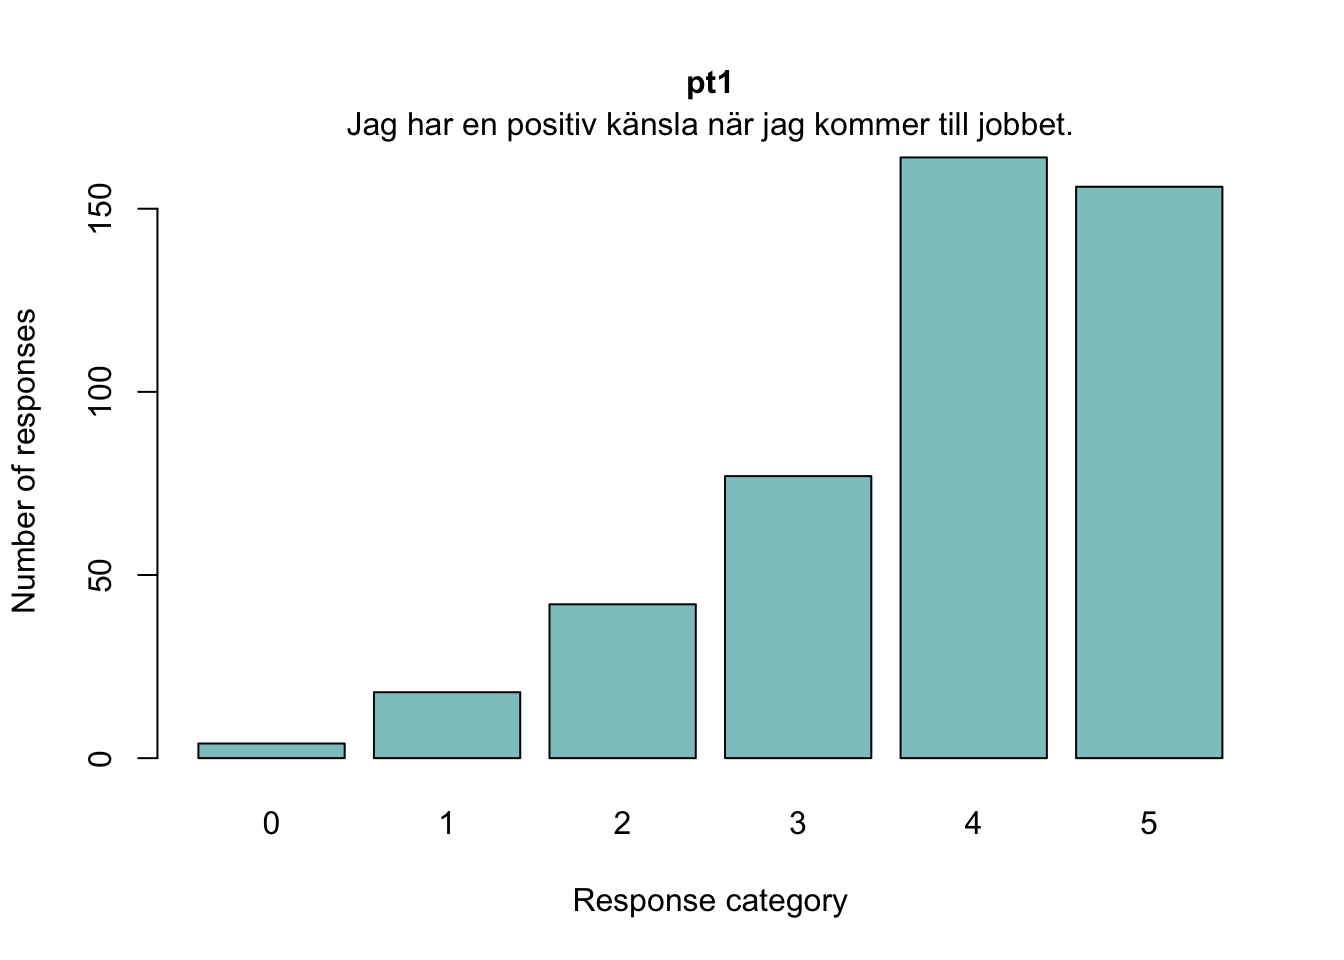 pt1
Jag har en positiv känsla när jag kommer till jobbet.
Number of responses
150
100
50
0
0 1 2 3 4 5
Response category